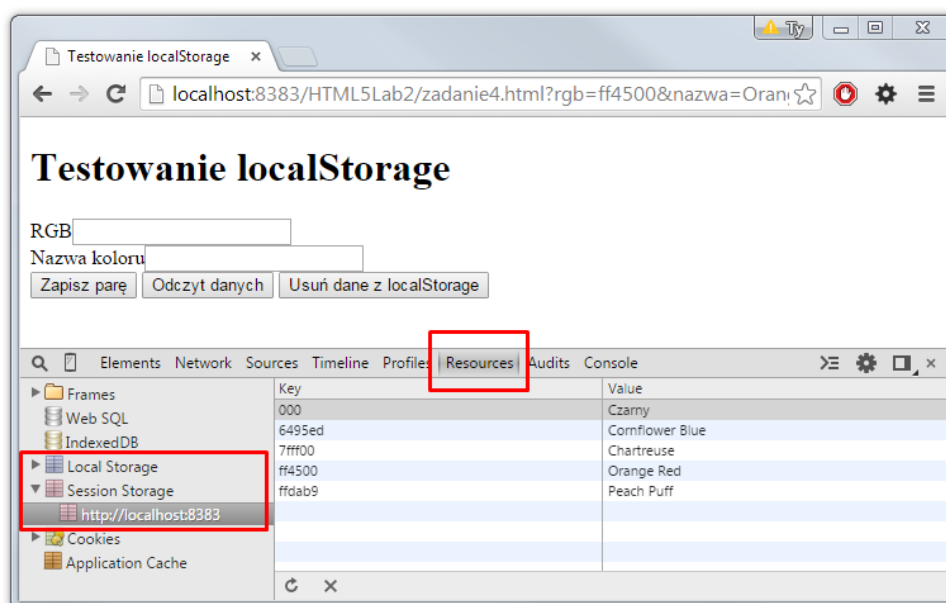 Ty
Testowanie localStorage ×
localhost:8383/HTML5Lab2/zadanie4.html?rgb=ff4500&nazwa=Oran
Testowanie localStorage
RGB
Nazwa koloru
Zapisz parę Odczyt danych Usuń dane z localStorage
Elements Network Sources Timeline Profiles Resources Audits Console
Key Value
Frames
000 Czarny
Web SQL
6495ed Cornflower Blue
IndexedDB
7fff00 Chartreuse
Local Storage
ff4500 Orange Red
Session Storage
ffdab9 Peach Puff
http://localhost:8383
Cookies
Application Cache